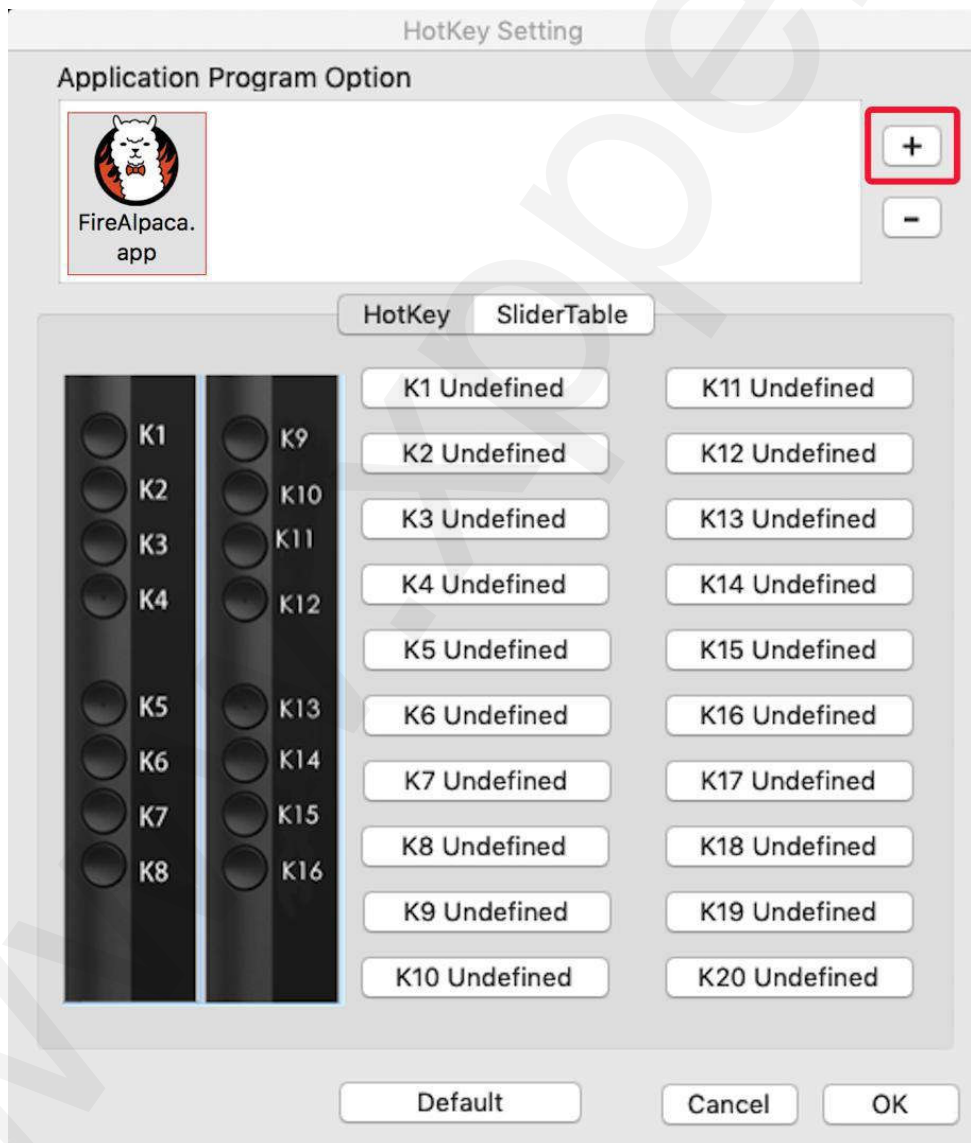 HotKey Setting
Application Program Option
+
FireAlpaca.
app
-
HotKey SliderTable
K1 K9
K2 K10
K3 K11
K4 K12
K5 K13
K6 K14
K7 K15
K8 K16
K1 Undefined K11 Undefined
K2 Undefined K12 Undefined
K3 Undefined K13 Undefined
K4 Undefined K14 Undefined
K5 Undefined K15 Undefined
K6 Undefined K16 Undefined
K7 Undefined K17 Undefined
K8 Undefined K18 Undefined
K9 Undefined K19 Undefined
K10 Undefined K20 Undefined
Default Cancel OK